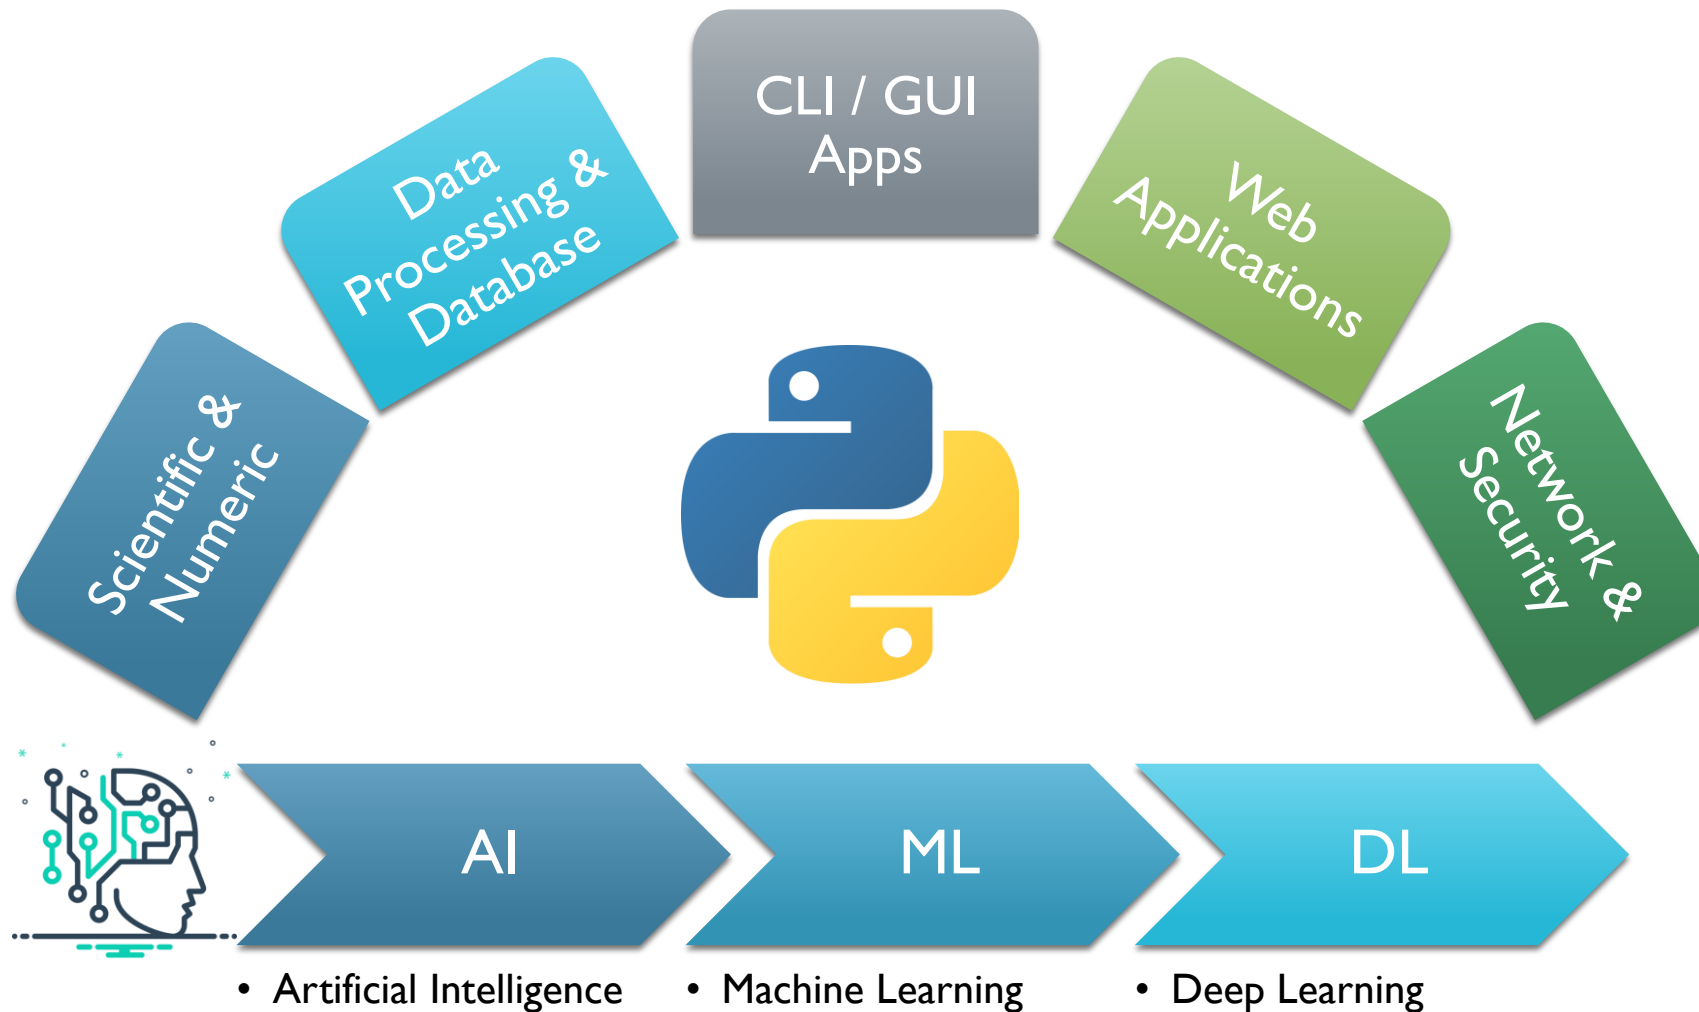 Scientific &
Numeric
Data
Processing &
Database
CLI / GUI
Apps
Web
Applications
Network &
Security
AI
ML
DL
• Artificial Intelligence
• Machine Learning
• Deep Learning